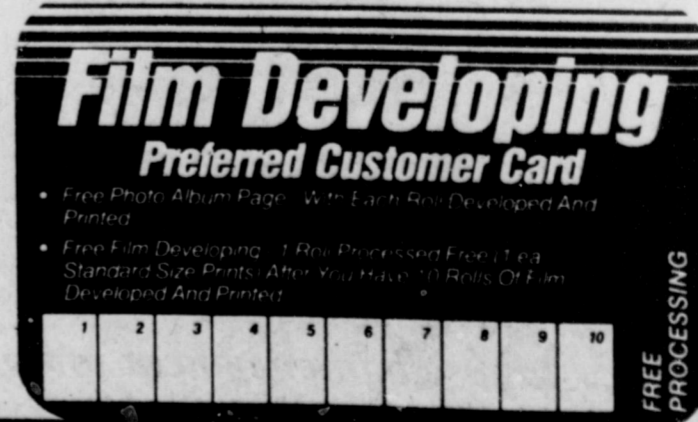 Film Developing
Preferred Customer Card
• Free Photo Album Page With Each Roll Developed And
Printed
• Free Film Developing 1 Roll Processed Free (1 ea
Standard Size Prints) After You Have 10 Rolls Of Film
Developed And Printed
1 2 3 4 5 6 7 8 9 10
FREE
PROCESSING